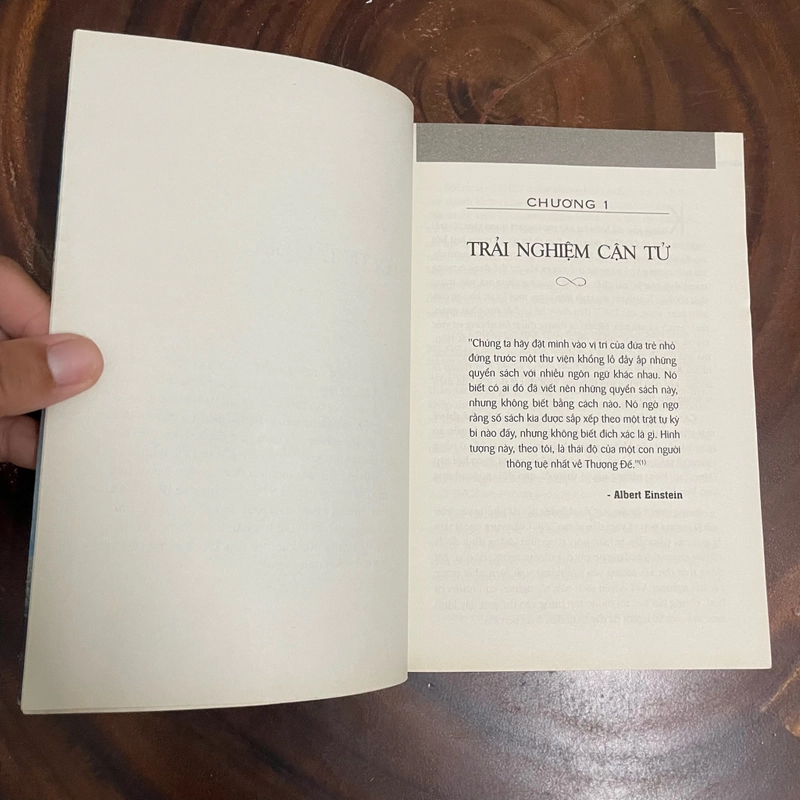 CHƯƠNG 1
TRẢI NGHIỆM CẬN TỬ
"Chúng ta hãy đặt mình vào vị trí của đứa trẻ nhỏ
đứng trước một thư viện khổng lồ đầy ắp những
quyển sách với nhiều ngôn ngữ khác nhau. Nó
biết có ai đó đã viết nên những quyển sách này,
nhưng không biết bằng cách nào. Nó ngờ ngợ
rằng số sách kia được sắp xếp theo một trật tự kỳ
bí nào đấy, nhưng không biết đích xác là gì. Hình
tượng này, theo tôi, là thái độ của một con người
thông tuệ nhất về Thượng Đế."(1)
- Albert Einstein